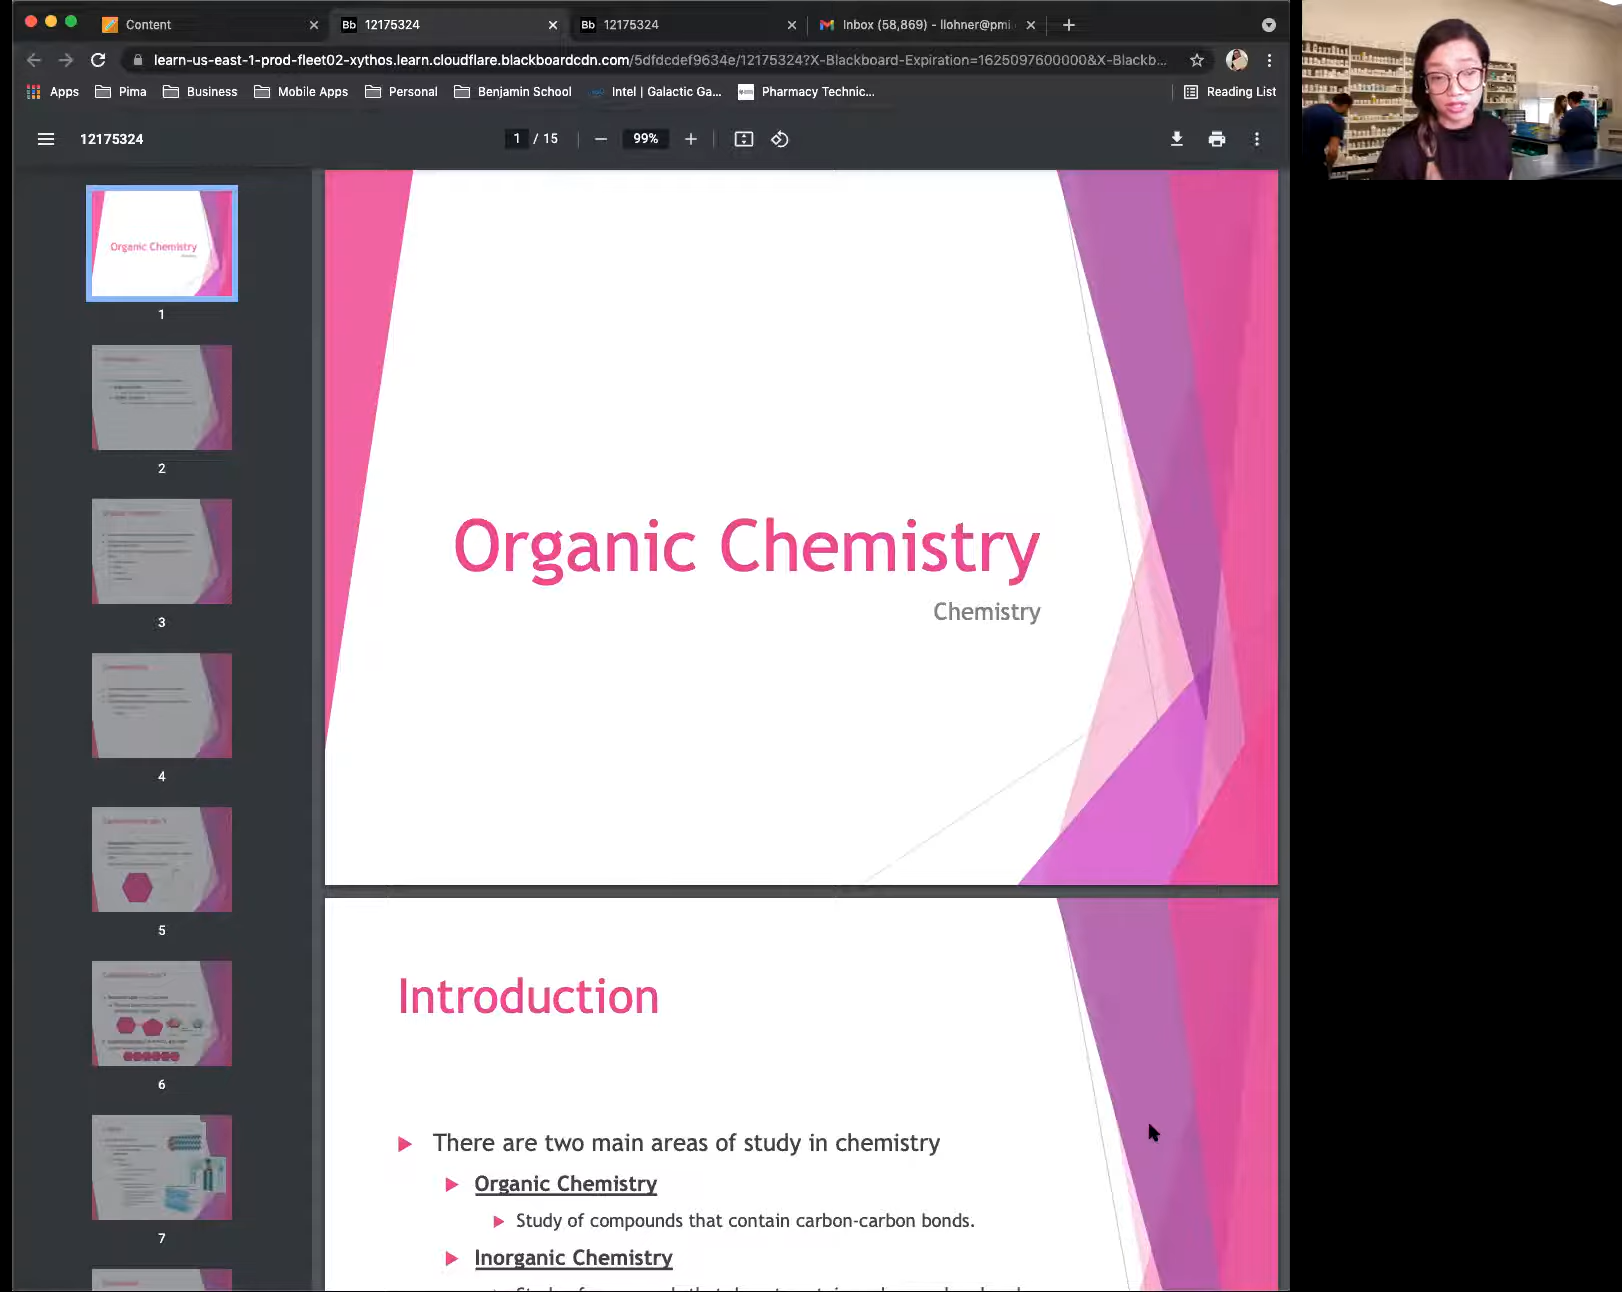 Content
12175324
12175324
Inbox (58,869) - llohner@pmi
learn-us-east-1-prod-fleet02-xythos.learn.cloudflare.blackboardcdn.com/5dfdcdef9634e/12175324?X-Blackboard-Expiration=1625097600000&X-Blackb...
Apps Pima Business Mobile Apps Personal Benjamin School Intel | Galactic Ga... Pharmacy Technic... Reading List
12175324 1 / 15 99%
Organic Chemistry
1
2
3
4
5
6
7
Organic Chemistry
Chemistry
Introduction
There are two main areas of study in chemistry
Organic Chemistry
Study of compounds that contain carbon-carbon bonds.
Inorganic Chemistry